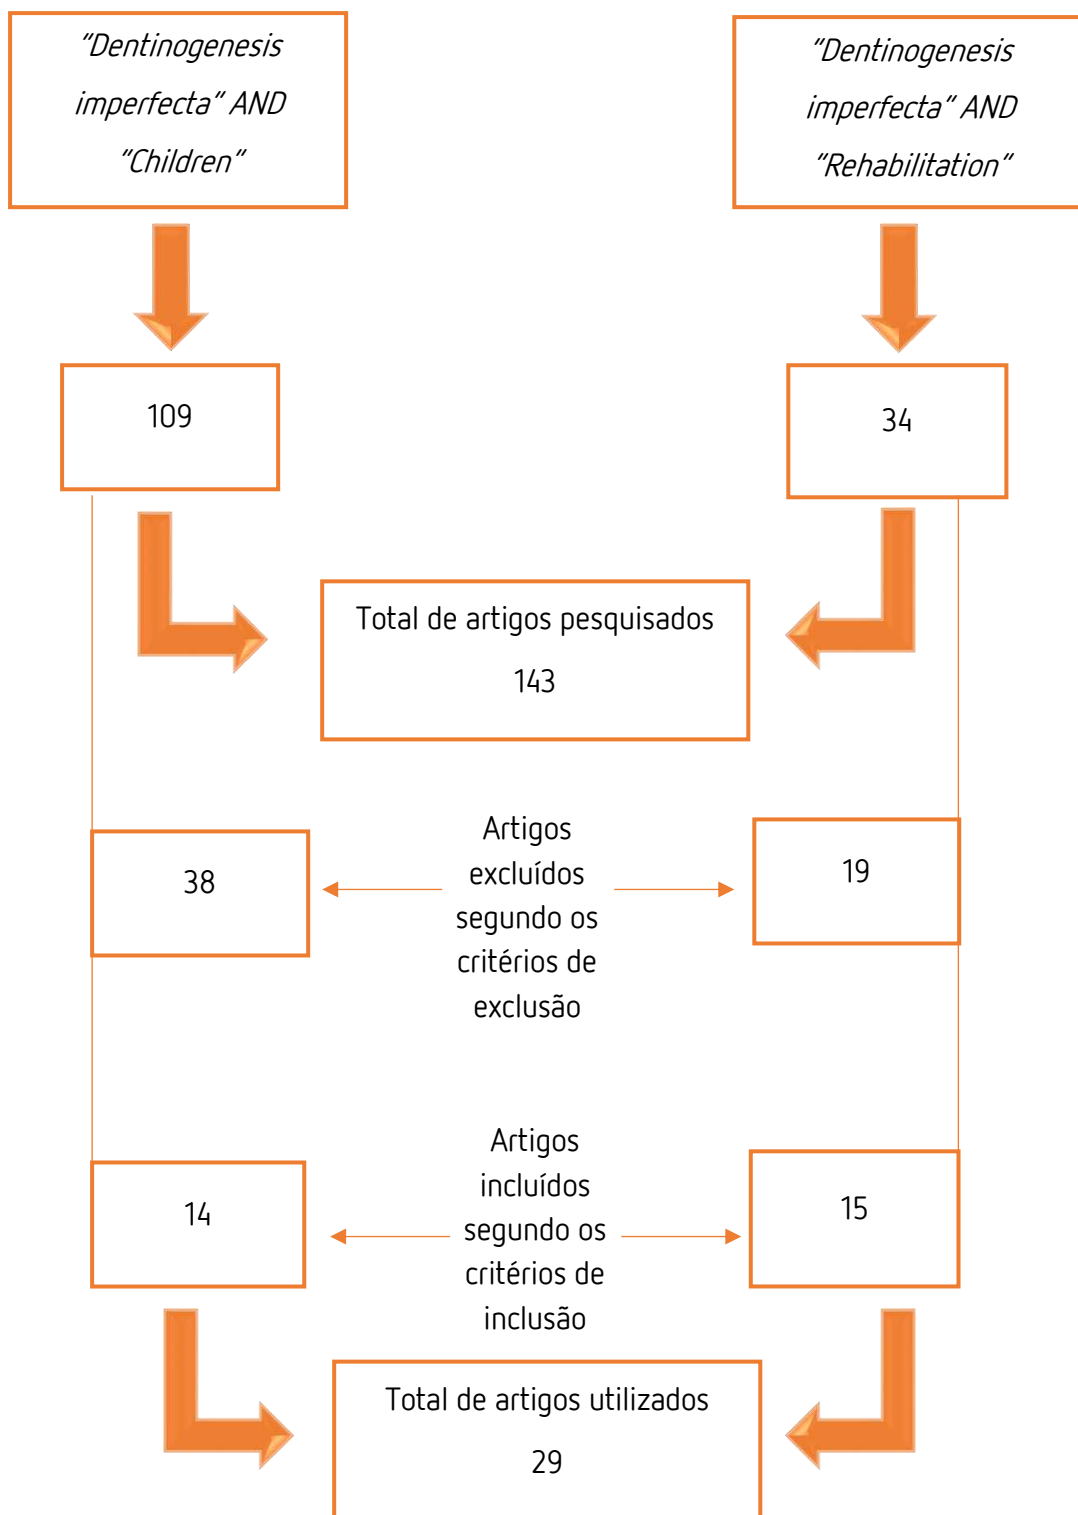 "Dentinogenesis
imperfecta" AND
"Children"
"Dentinogenesis
imperfecta" AND
"Rehabilitation"
109
34
Total de artigos pesquisados
143
38
Artigos
excluídos
segundo os
critérios de
exclusão
19
14
Artigos
incluídos
segundo os
critérios de
inclusão
15
Total de artigos utilizados
29